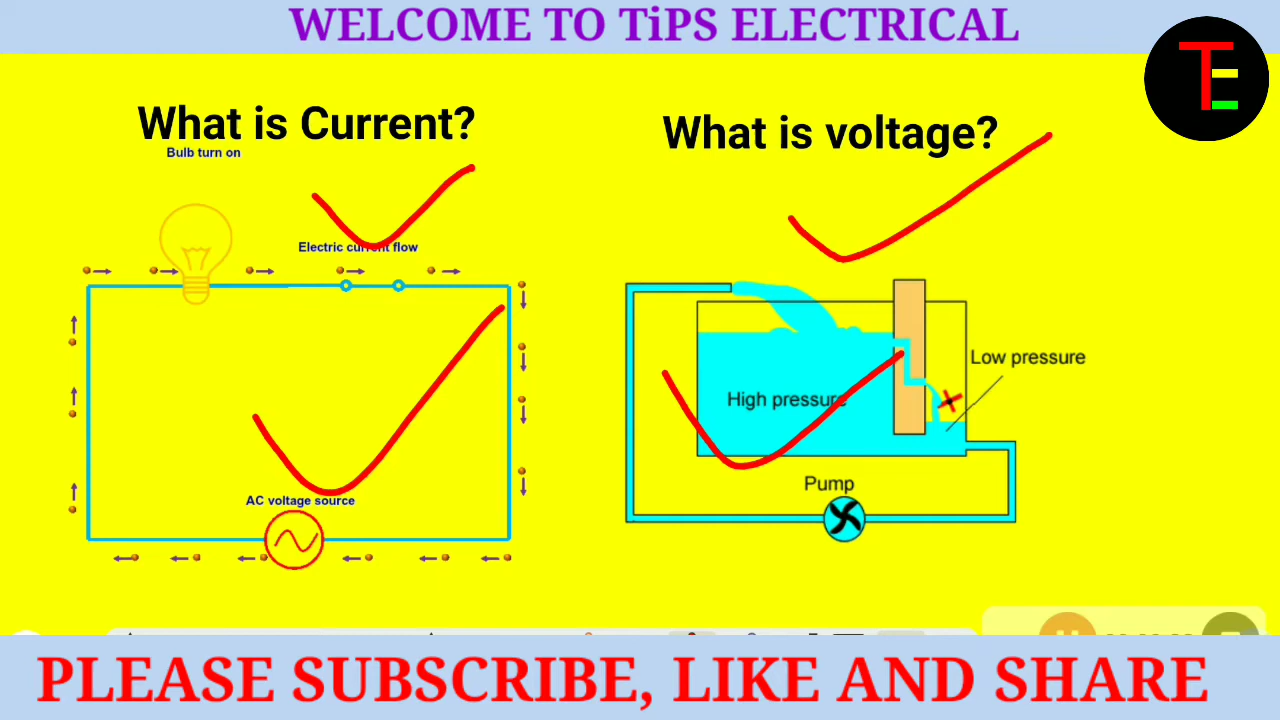 WELCOME TO TiPS ELECTRICAL
TE
What is Current?
Bulb turn on
Electric current flow
AC voltage source
What is voltage?
High pressure
Low pressure
Pump
PLEASE SUBSCRIBE, LIKE AND SHARE